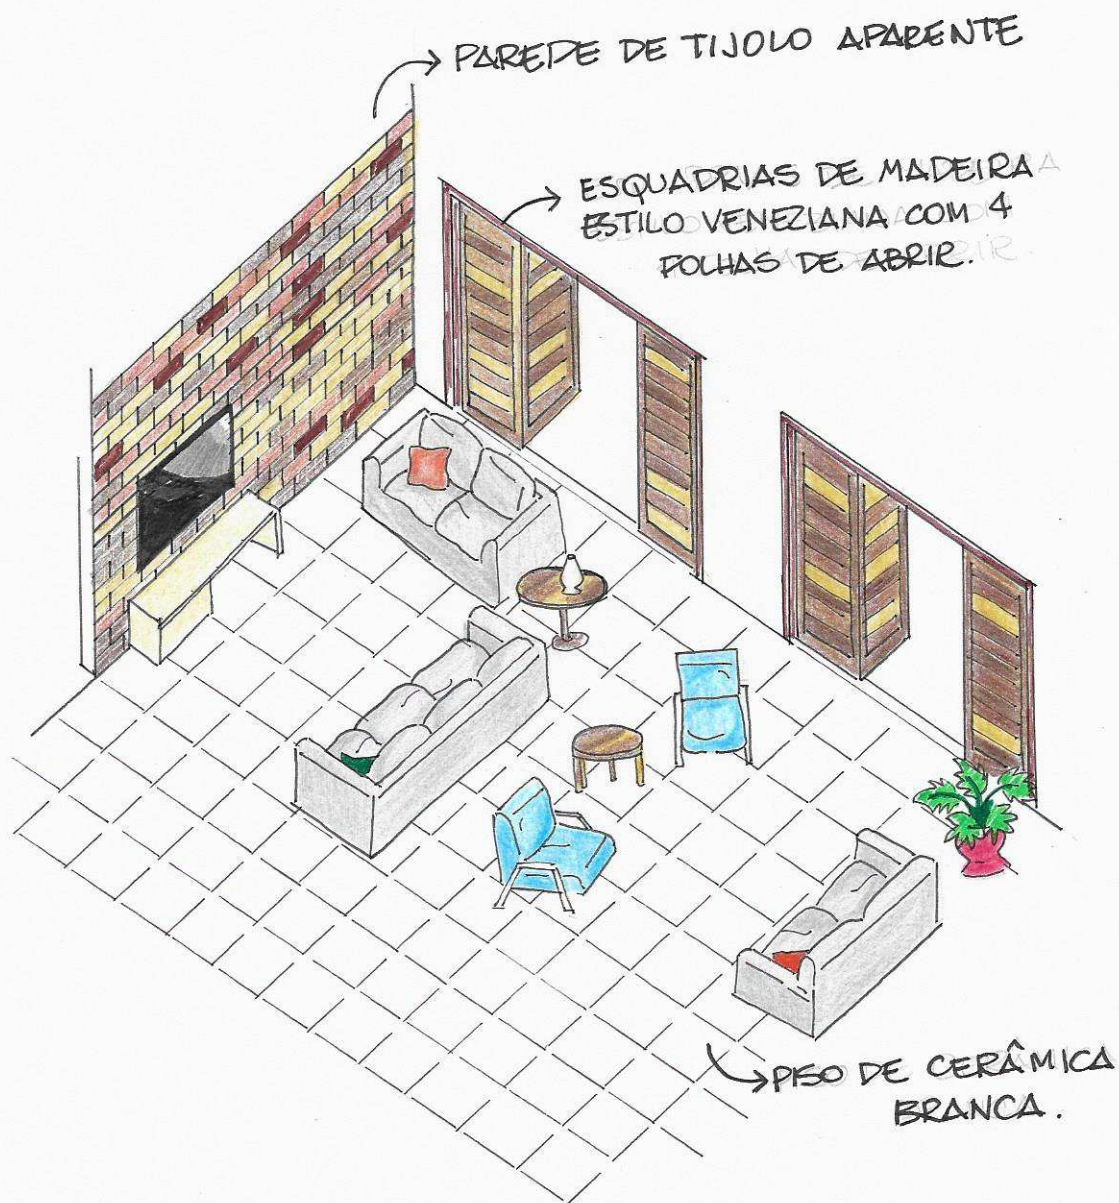 PAREDE DE TIJOLO APARENTE
ESQUADRIAS DE MADEIRA
ESTILO VENEZIANA COM 4
FOLHAS DE ABRIR.
PISO DE CERÂMICA
BRANCA.